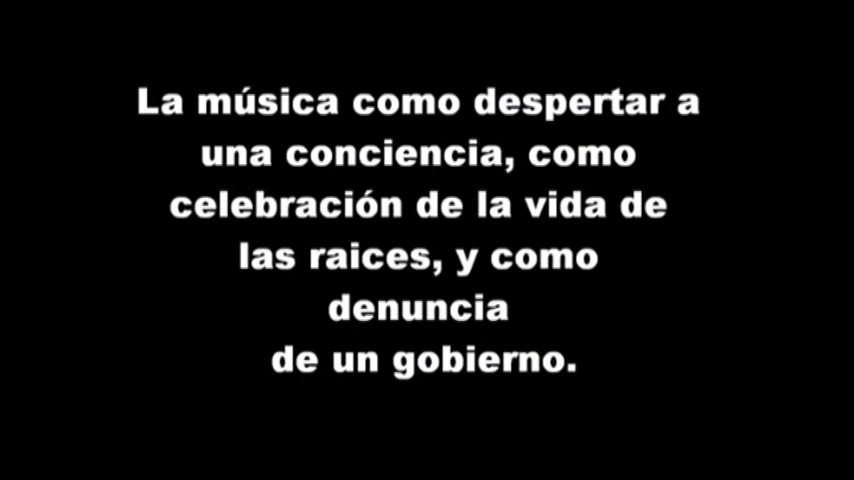 La música como despertar a
una conciencia, como
celebración de la vida de
las raices, y como
denuncia
de un gobierno.